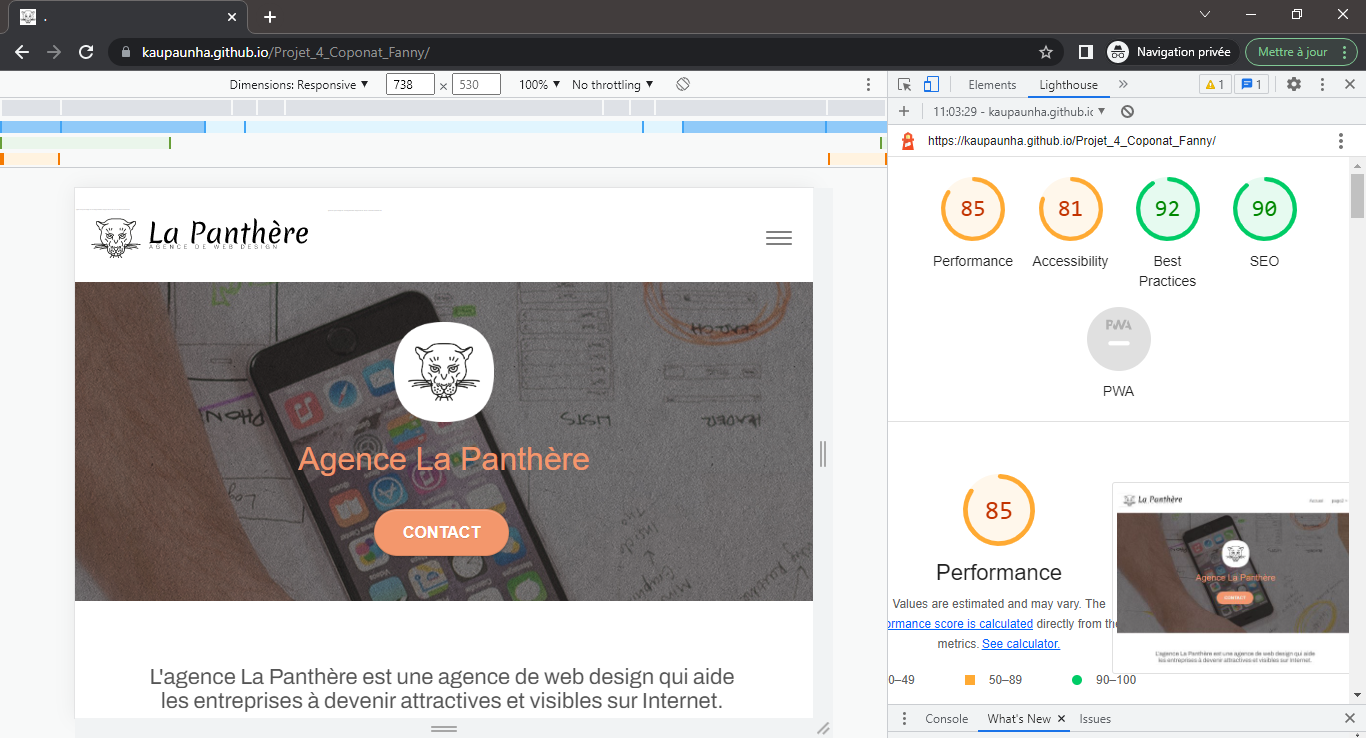 .
kaupaunha.github.io/Projet_4_Coponat_Fanny/
Navigation privée
Mettre à jour
Dimensions: Responsive
738 × 530
100%
No throttling
Elements
Lighthouse
1
1
11:03:29 - kaupaunha.github.ic
https://kaupaunha.github.io/Projet_4_Coponat_Fanny/
La Panthère
AGENCE DE WEB DESIGN
Agence La Panthère
CONTACT
LISTS
HEADER
L'agence La Panthère est une agence de web design qui aide
les entreprises à devenir attractives et visibles sur Internet.
85
81
92
90
Performance
Accessibility
Best
Practices
SEO
PWA
PWA
85
Performance
Values are estimated and may vary. The
ormance score is calculated directly from the
metrics. See calculator.
0–49
50–89
90–100
La Panthère
Agence La Panthère
CONTACT
L'agence La Panthère est une agence de web design qui aide
les entreprises à devenir attractives et visibles sur Internet.
Console
What's New
Issues